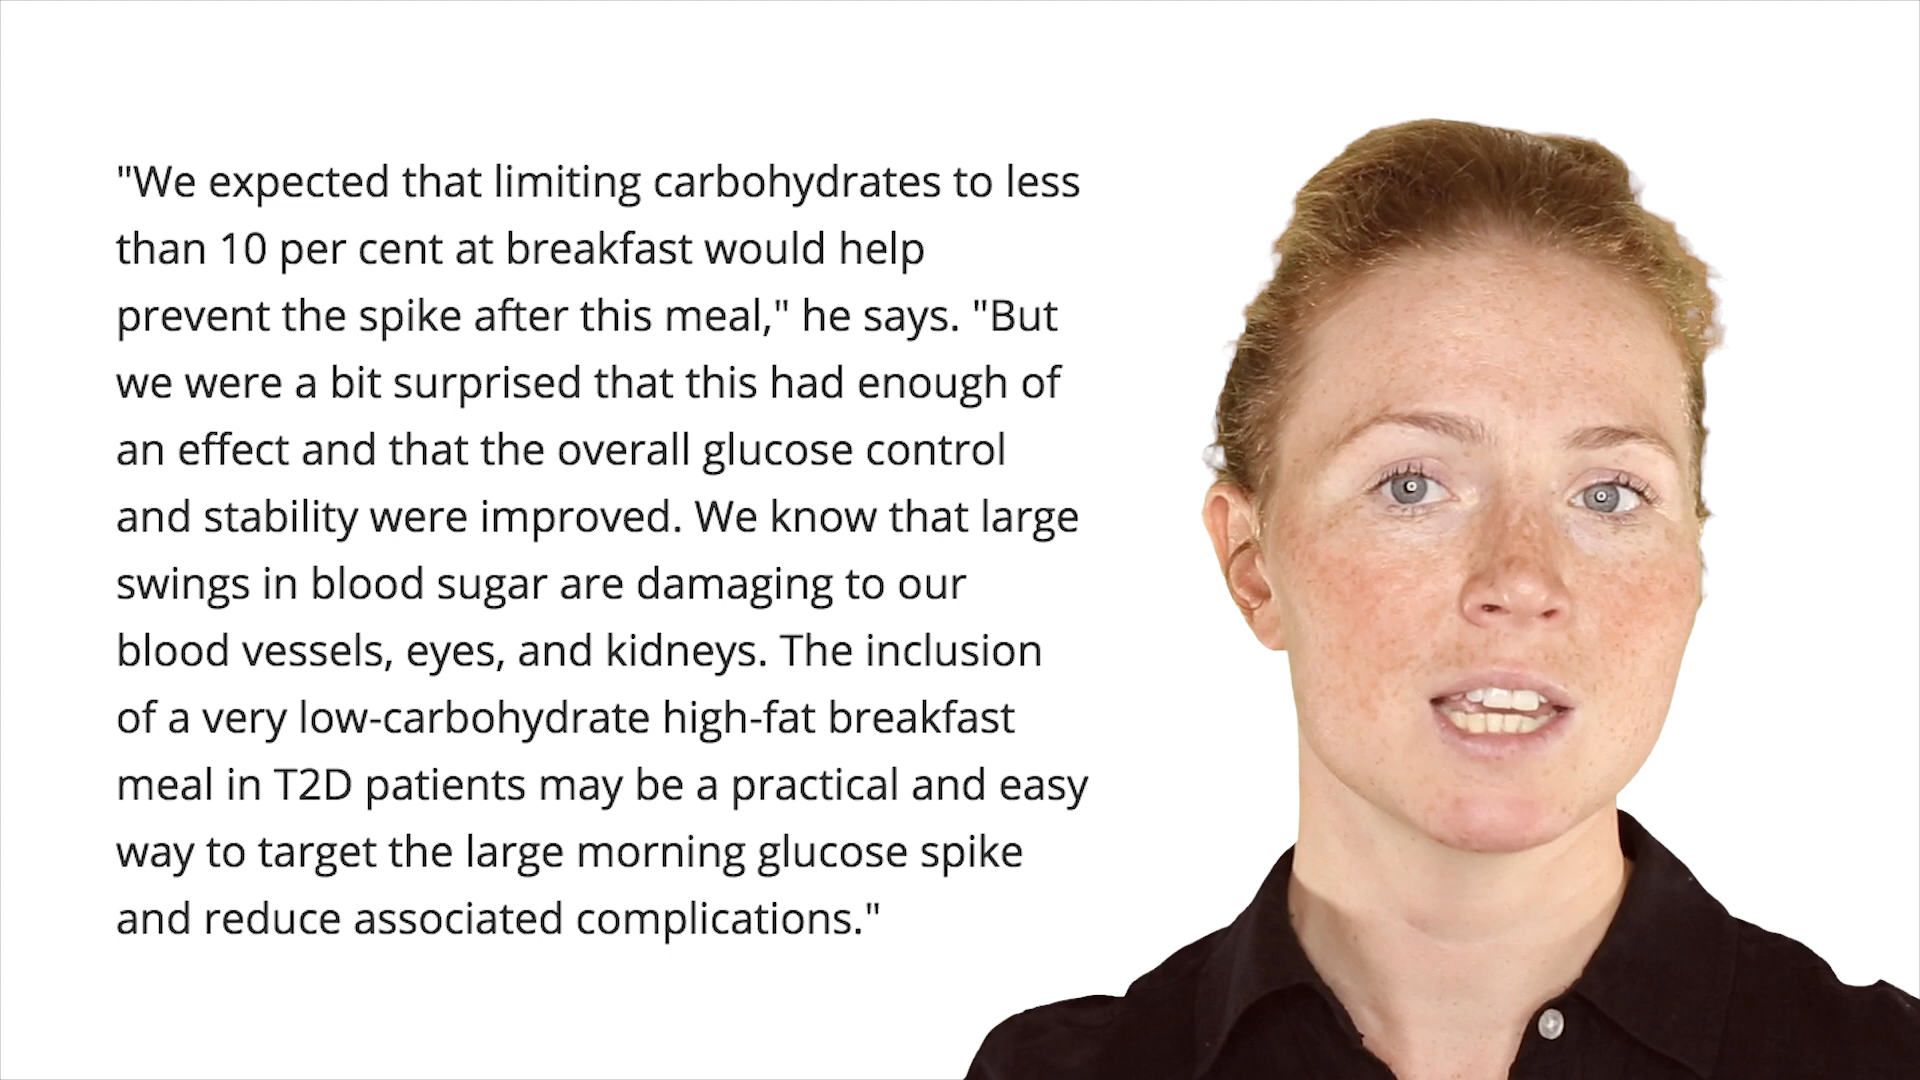 "We expected that limiting carbohydrates to less
than 10 per cent at breakfast would help
prevent the spike after this meal," he says. "But
we were a bit surprised that this had enough of
an effect and that the overall glucose control
and stability were improved. We know that large
swings in blood sugar are damaging to our
blood vessels, eyes, and kidneys. The inclusion
of a very low-carbohydrate high-fat breakfast
meal in T2D patients may be a practical and easy
way to target the large morning glucose spike
and reduce associated complications."